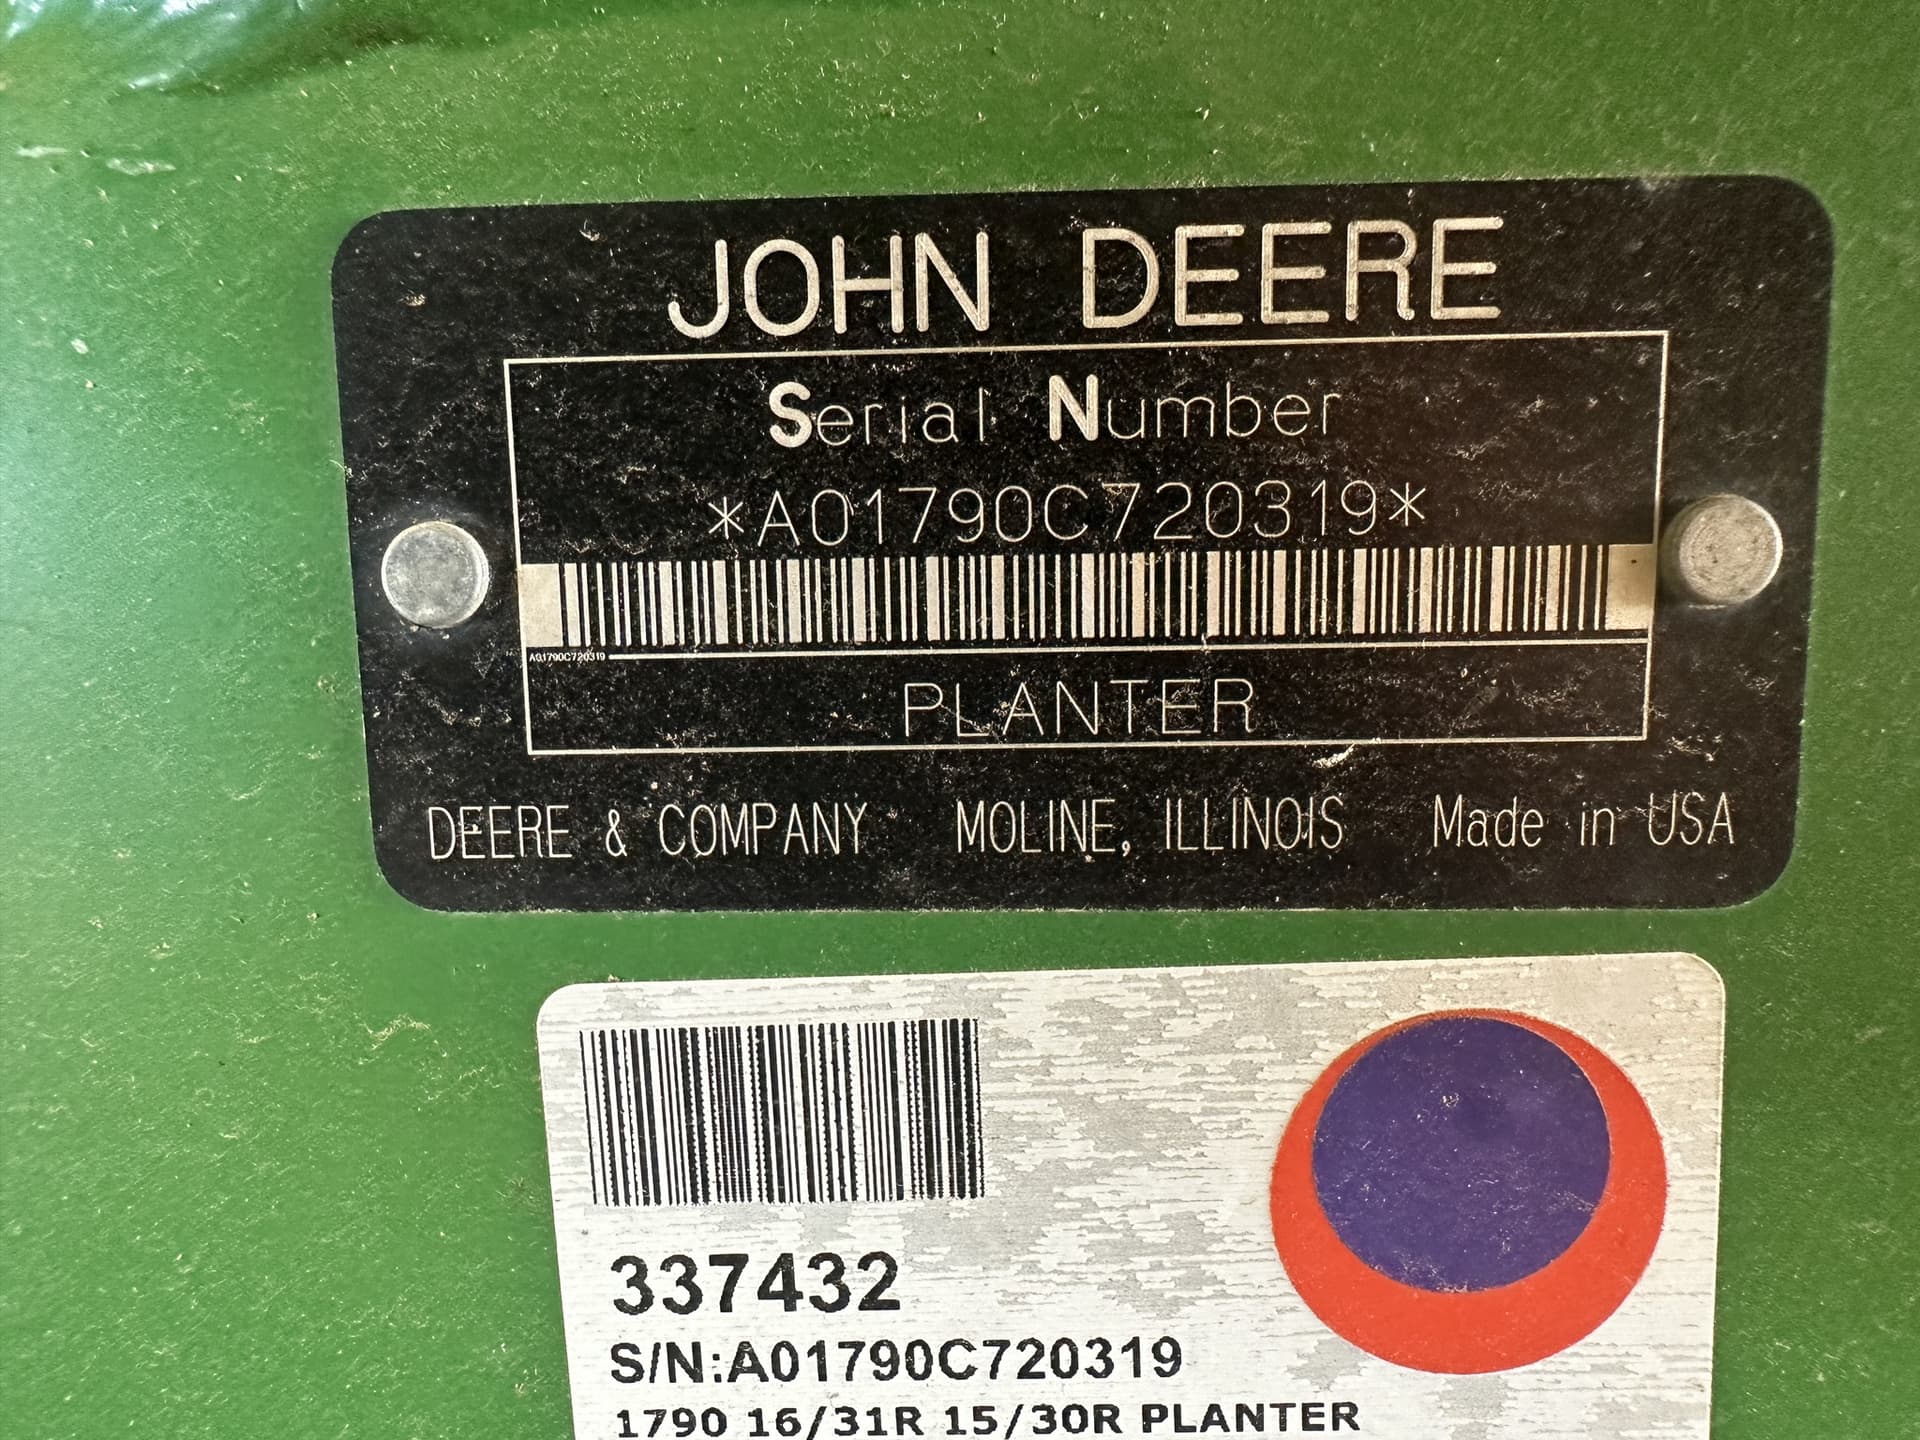 JOHN DEERE
Serial Number
*A01790C720319*
A01790C720319
PLANTER
DEERE & COMPANY MOLINE, ILLINOIS Made in USA
337432
S/N:A01790C720319
1790 16/31R 15/30R PLANTER